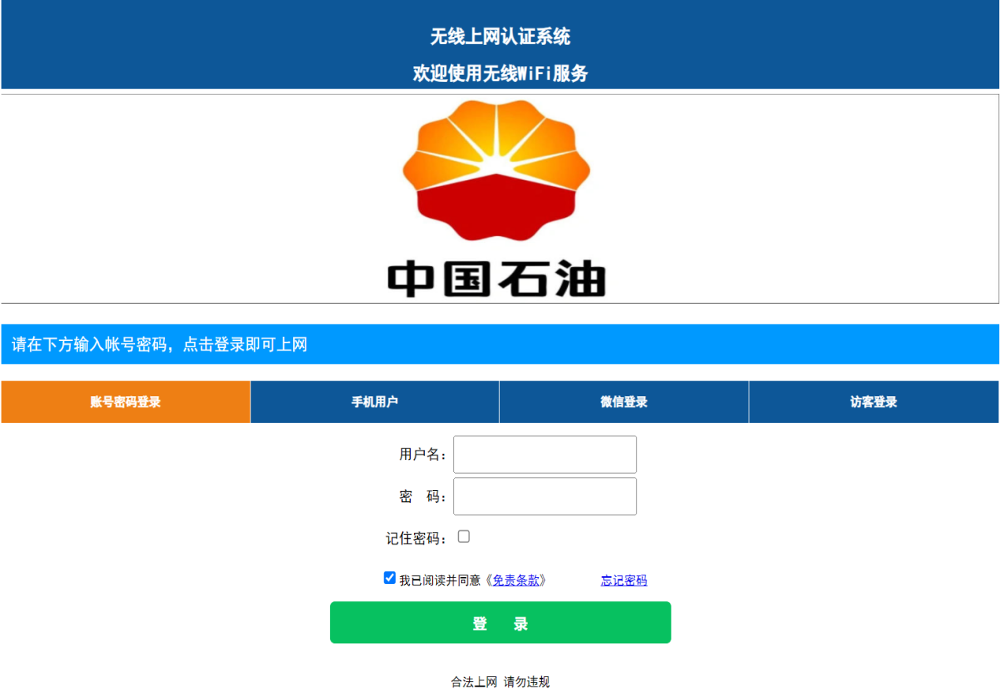 无线上网认证系统
欢迎使用无线WiFi服务
中国石油
请在下方输入帐号密码，点击登录即可上网
账号密码登录 手机用户 微信登录 访客登录
用户名：
密 码：
记住密码：
我已阅读并同意《免责条款》 忘记密码
登 录
合法上网 请勿违规